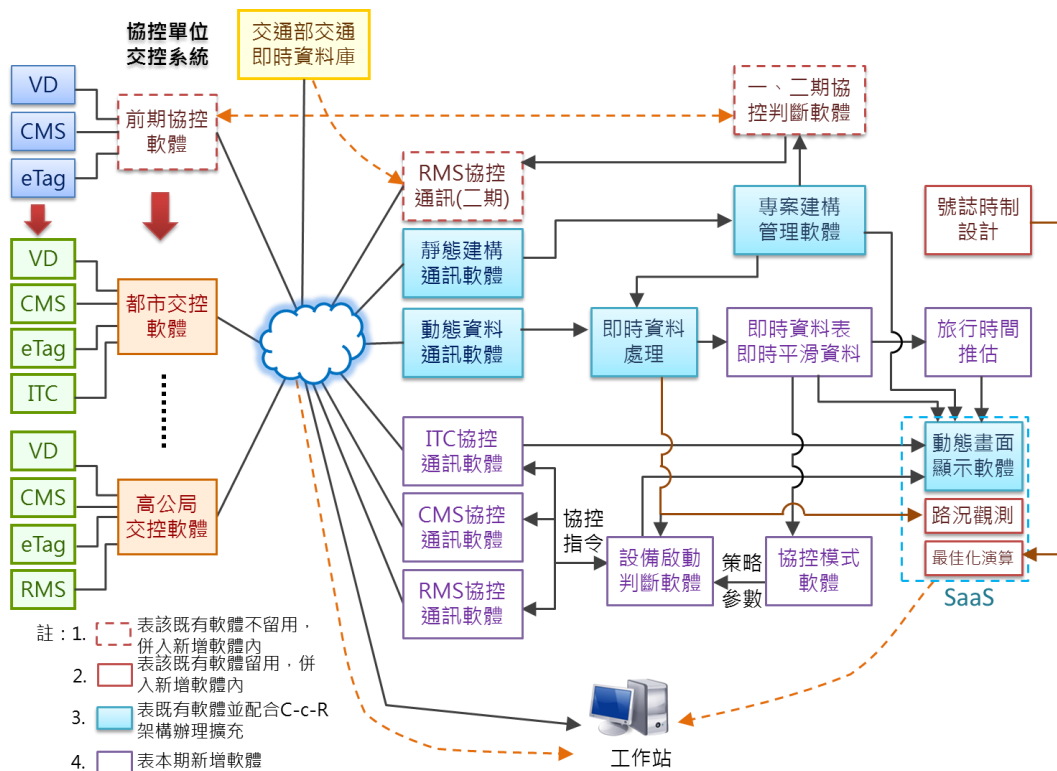 協控單位
交控系統
交通部交通
即時資料庫
VD
CMS
eTag
前期協控
軟體
一、二期協
控判斷軟體
RMS協控
通訊(二期)
靜態建構
通訊軟體
專案建構
管理軟體
號誌時制
設計
VD
CMS
eTag
ITC
都市交控
軟體
動態資料
通訊軟體
即時資料
處理
即時資料表
即時平滑資料
旅行時間
推估
VD
CMS
eTag
RMS
高公局
交控軟體
ITC協控
通訊軟體
CMS協控
通訊軟體
RMS協控
通訊軟體
協控
指令
設備啟動
判斷軟體
策略
參數
協控模式
軟體
動態畫面
顯示軟體
路況觀測
最佳化演算
SaaS
註：1. 表該既有軟體不留用，
併入新增軟體內
2. 表該既有軟體留用，併
入新增軟體內
3. 表既有軟體並配合C-c-R
架構辦理擴充
4. 表本期新增軟體
工作站